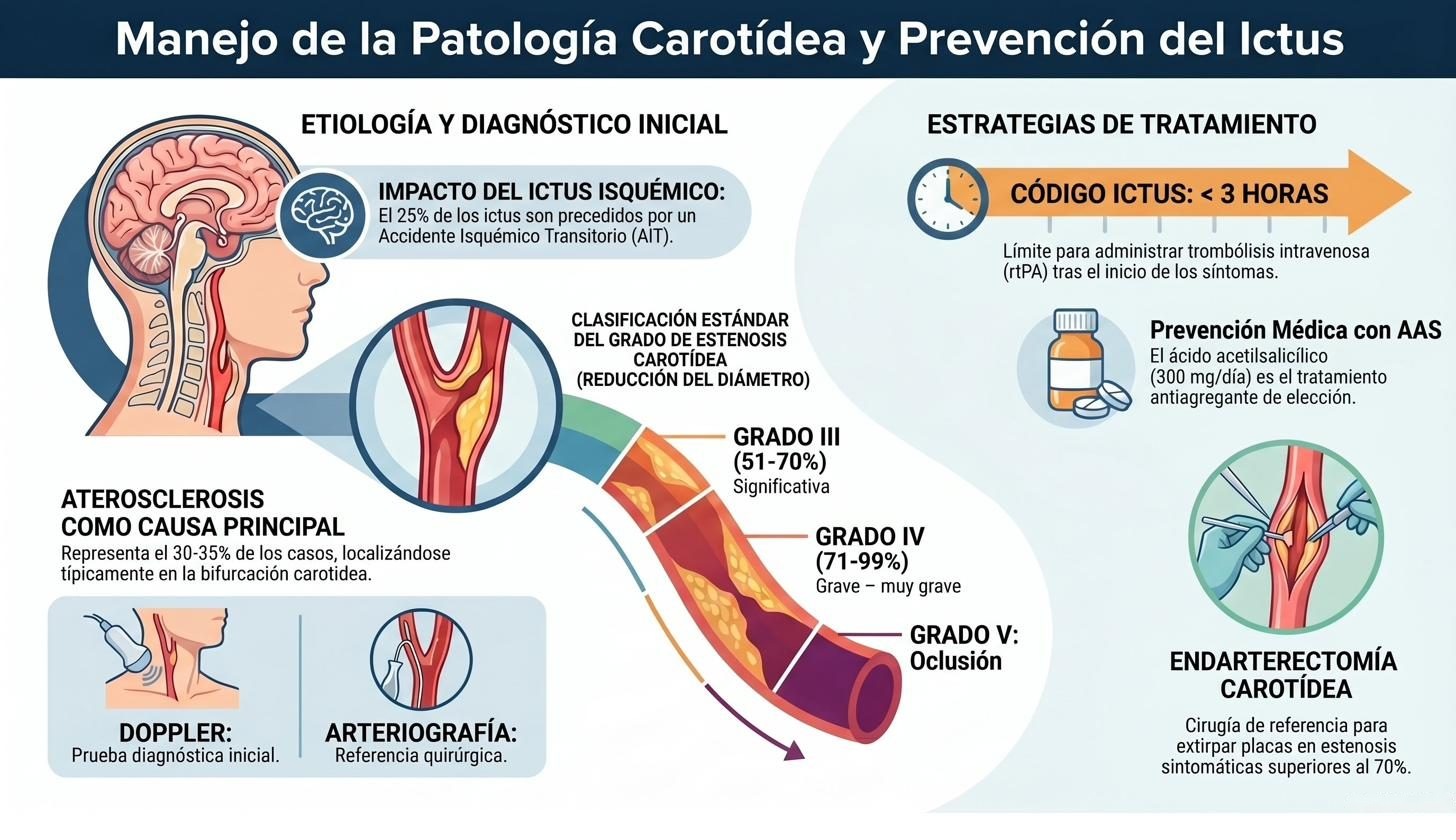 Manejo de la Patología Carotídea y Prevención del Ictus
ETIOLOGÍA Y DIAGNÓSTICO INICIAL
IMPACTO DEL ICTUS ISQUÉMICO:
El 25% de los ictus son precedidos por un
Accidente Isquémico Transitorio (AIT).
CLASIFICACIÓN ESTÁNDAR
DEL GRADO DE ESTENOSIS
CAROTÍDEA
(REDUCCIÓN DEL DIÁMETRO)
GRADO III
(51-70%)
Significativa
GRADO IV
(71-99%)
Grave – muy grave
GRADO V:
Oclusión
ATEROSCLEROSIS
COMO CAUSA PRINCIPAL
Representa el 30-35% de los casos, localizándose
típicamente en la bifurcación carotidea.
DOPPLER:
Prueba diagnóstica inicial.
ARTERIOGRAFÍA:
Referencia quirúrgica.
ESTRATEGIAS DE TRATAMIENTO
CÓDIGO ICTUS: < 3 HORAS
Límite para administrar trombólisis intravenosa
(rtPA) tras el inicio de los síntomas.
Prevención Médica con AAS
El ácido acetilsalicílico
(300 mg/día) es el tratamiento
antiagregante de elección.
ENDARTERECTOMÍA
CAROTÍDEA
Cirugía de referencia para
extirpar placas en estenosis
sintomáticas superiores al 70%.